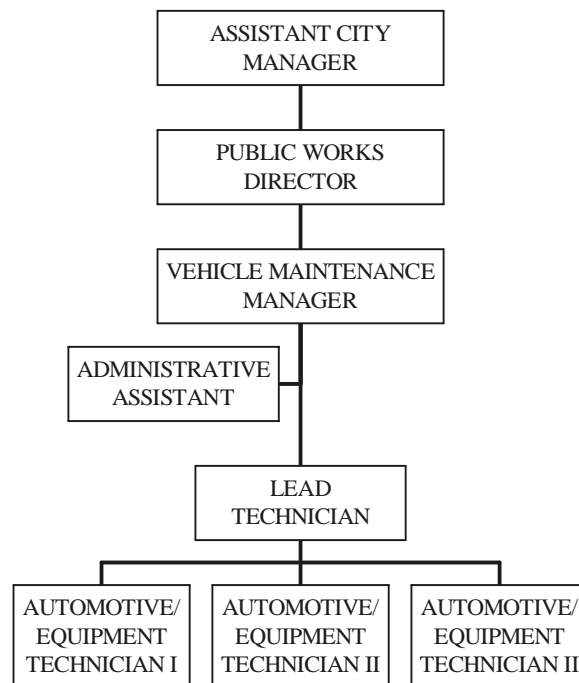 ASSISTANT CITY
MANAGER
PUBLIC WORKS
DIRECTOR
VEHICLE MAINTENANCE
MANAGER
ADMINISTRATIVE
ASSISTANT
LEAD
TECHNICIAN
AUTOMOTIVE/
EQUIPMENT
TECHNICIAN I
AUTOMOTIVE/
EQUIPMENT
TECHNICIAN II
AUTOMOTIVE/
EQUIPMENT
TECHNICIAN II